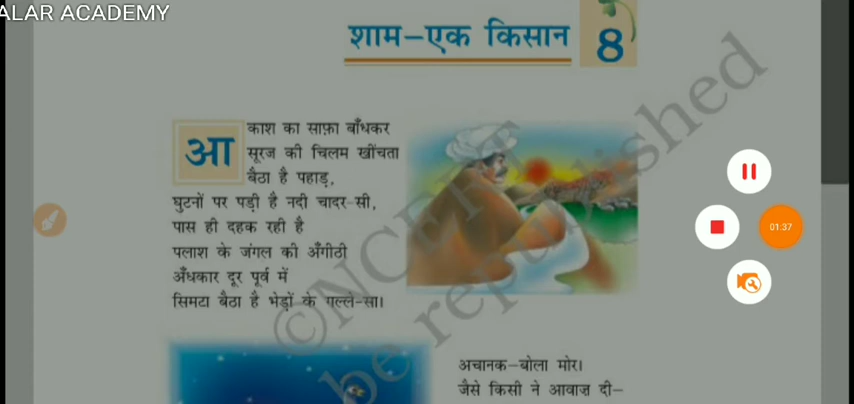 ALAR ACADEMY
शाम-एक किसान
8
आकाश का साफ़ा बाँधकर
सूरज की चिलम खींचता
बैठा है पहाड़,
घुटनों पर पड़ी है नदी चादर-सी,
पास ही दहक रही है
पलाश के जंगल की अँगीठी
अँधकार दूर पूर्व में
सिमटा बैठा है भेड़ों के गल्ले-सा।
अचानक-बोला मोर।
जैसे किसी ने आवाज़ दी-
©NCERT
be republished
01:37